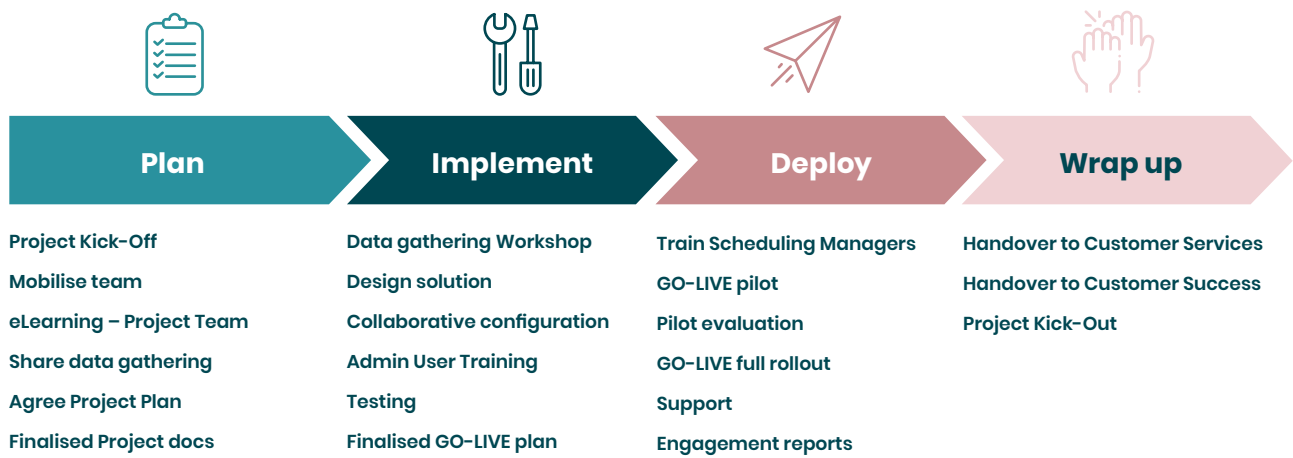 Plan
Implement
Deploy
Wrap up
Project Kick-Off
Mobilise team
eLearning – Project Team
Share data gathering
Agree Project Plan
Finalised Project docs
Data gathering Workshop
Design solution
Collaborative configuration
Admin User Training
Testing
Finalised GO-LIVE plan
Train Scheduling Managers
GO-LIVE pilot
Pilot evaluation
GO-LIVE full rollout
Support
Engagement reports
Handover to Customer Services
Handover to Customer Success
Project Kick-Out